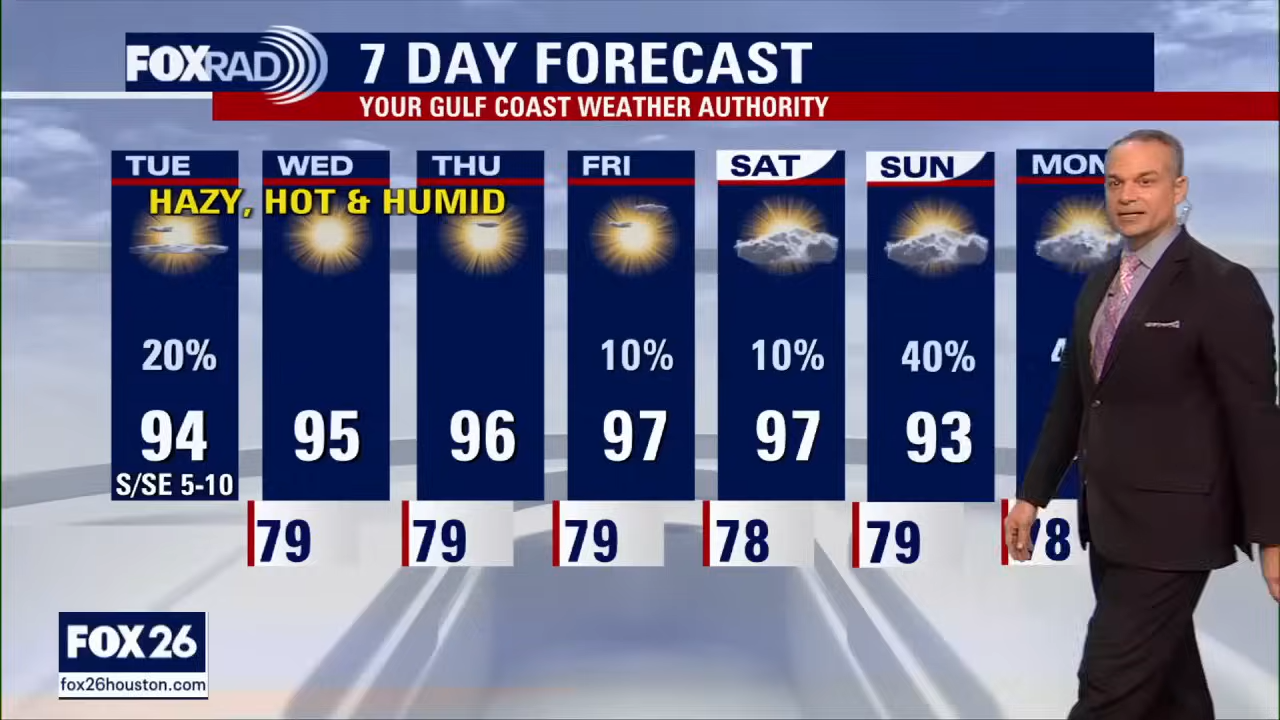 FOXRAD
7 DAY FORECAST
YOUR GULF COAST WEATHER AUTHORITY
TUE WED THU FRI SAT SUN MON
HAZY, HOT & HUMID
20% 10% 10% 40%
94 95 96 97 97 93
S/SE 5-10
79 79 79 78 79 78
FOX 26
fox26houston.com